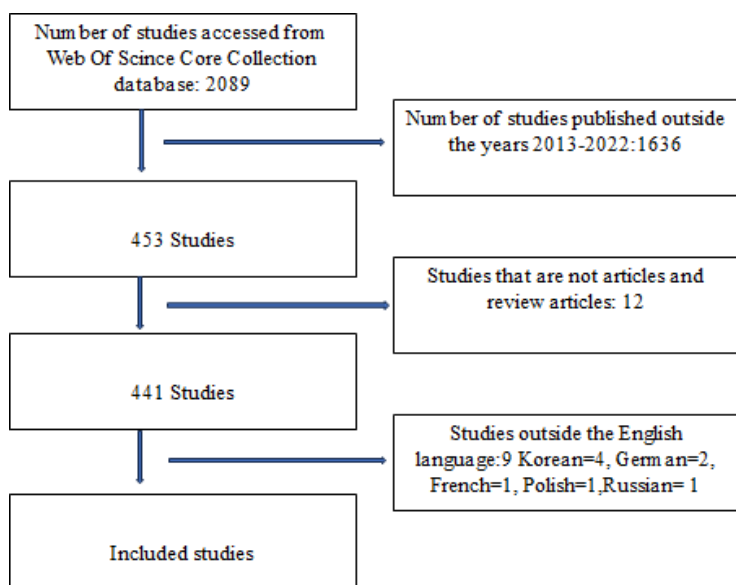 Number of studies accessed from
Web Of Scince Core Collection
database: 2089
Number of studies published outside
the years 2013-2022:1636
453 Studies
Studies that are not articles and
review articles: 12
441 Studies
Studies outside the English
language:9 Korean=4, German=2,
French=1, Polish=1,Russian= 1
Included studies